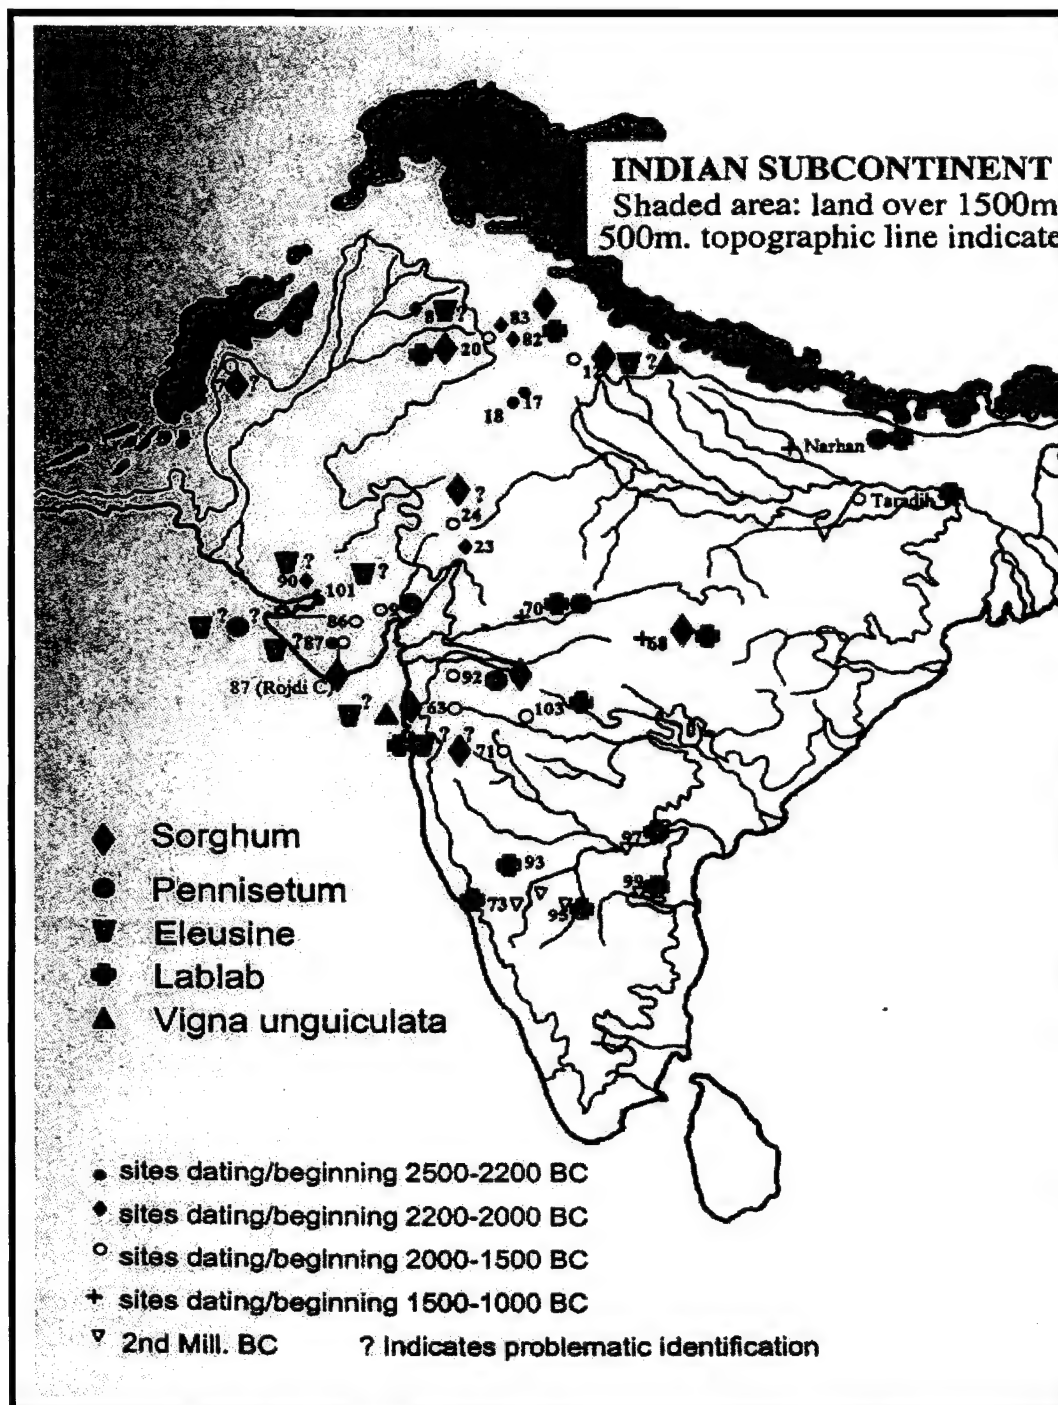 INDIAN SUBCONTINENT
Shaded area: land over 1500m
500m. topographic line indicate
8 ?
83
82
20
1 ?
7 ?
17
18
Narhan
Taradih
?
24
23
?
90
101
?
? ?
9
86
?87
70
68
87 (Rojdi C)
92
?
63
103
? ?
71
97
93
99
73
95
Sorghum
Pennisetum
Eleusine
Lablab
Vigna unguiculata
sites dating/beginning 2500-2200 BC
sites dating/beginning 2200-2000 BC
sites dating/beginning 2000-1500 BC
sites dating/beginning 1500-1000 BC
2nd Mill. BC ? Indicates problematic identification